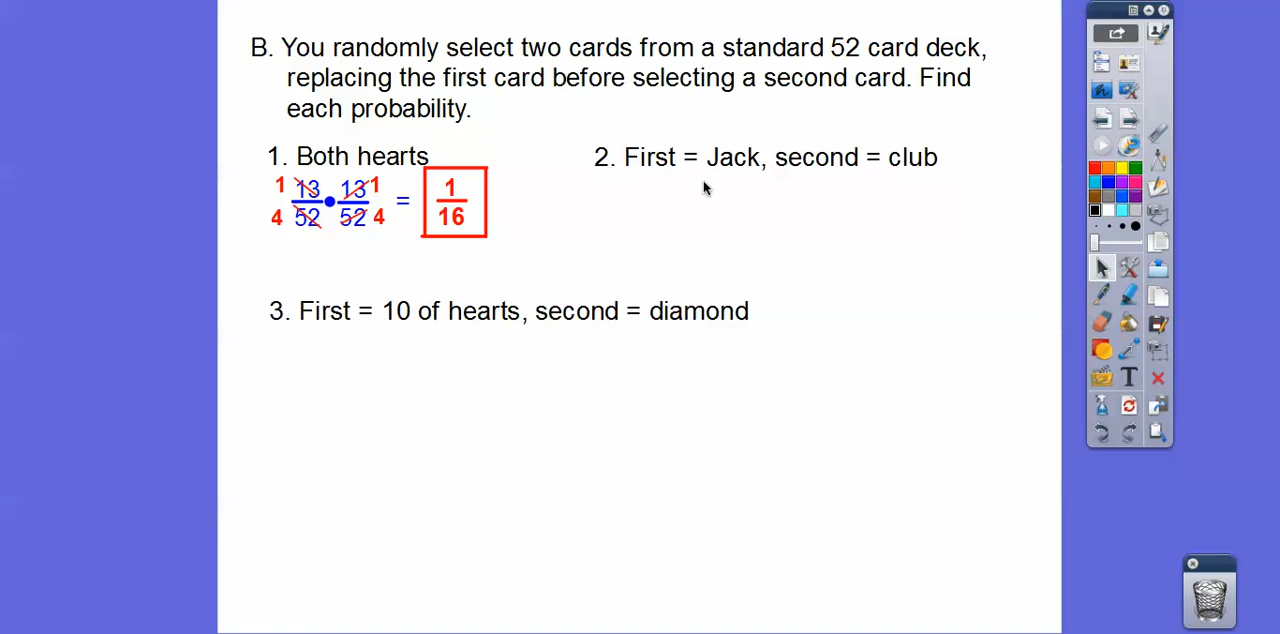 B. You randomly select two cards from a standard 52 card deck,
replacing the first card before selecting a second card. Find
each probability.
1. Both hearts
2. First = Jack, second = club
1 13 13 1 = 1
4 52 • 52 4 16
3. First = 10 of hearts, second = diamond
T